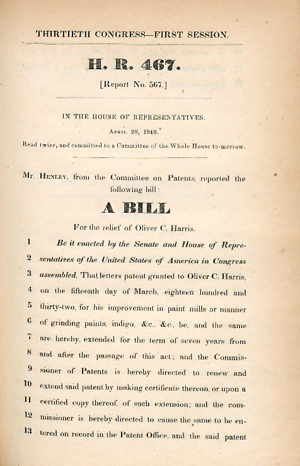 THIRTIETH CONGRESS—FIRST SESSION.
H. R. 467.
[Report No. 567.]
IN THE HOUSE OF REPRESENTATIVES.
April 28, 1848.
Read twice, and committed to a Committee of the Whole House to-morrow.
Mr. Henley, from the Committee on Patents, reported the
following bill:
A BILL
For the relief of Oliver C. Harris.
1 Be it enacted by the Senate and House of Repre-
2 sentatives of the United States of America in Congress
3 assembled, That letters patent granted to Oliver C. Harris,
4 on the fifteenth day of March, eighteen hundred and
5 thirty-two, for his improvement in paint mills or manner
6 of grinding paints, indigo, &c., &c., be, and the same
7 are hereby, extended for the term of seven years from
8 and after the passage of this act; and the Commis-
9 sioner of Patents is hereby directed to renew and
10 extend said patent by making certificate thereon, or upon a
11 certified copy thereof, of such extension; and the com-
12 missioner is hereby directed to cause the same to be en-
13 tered on record in the Patent Office, and the said patent